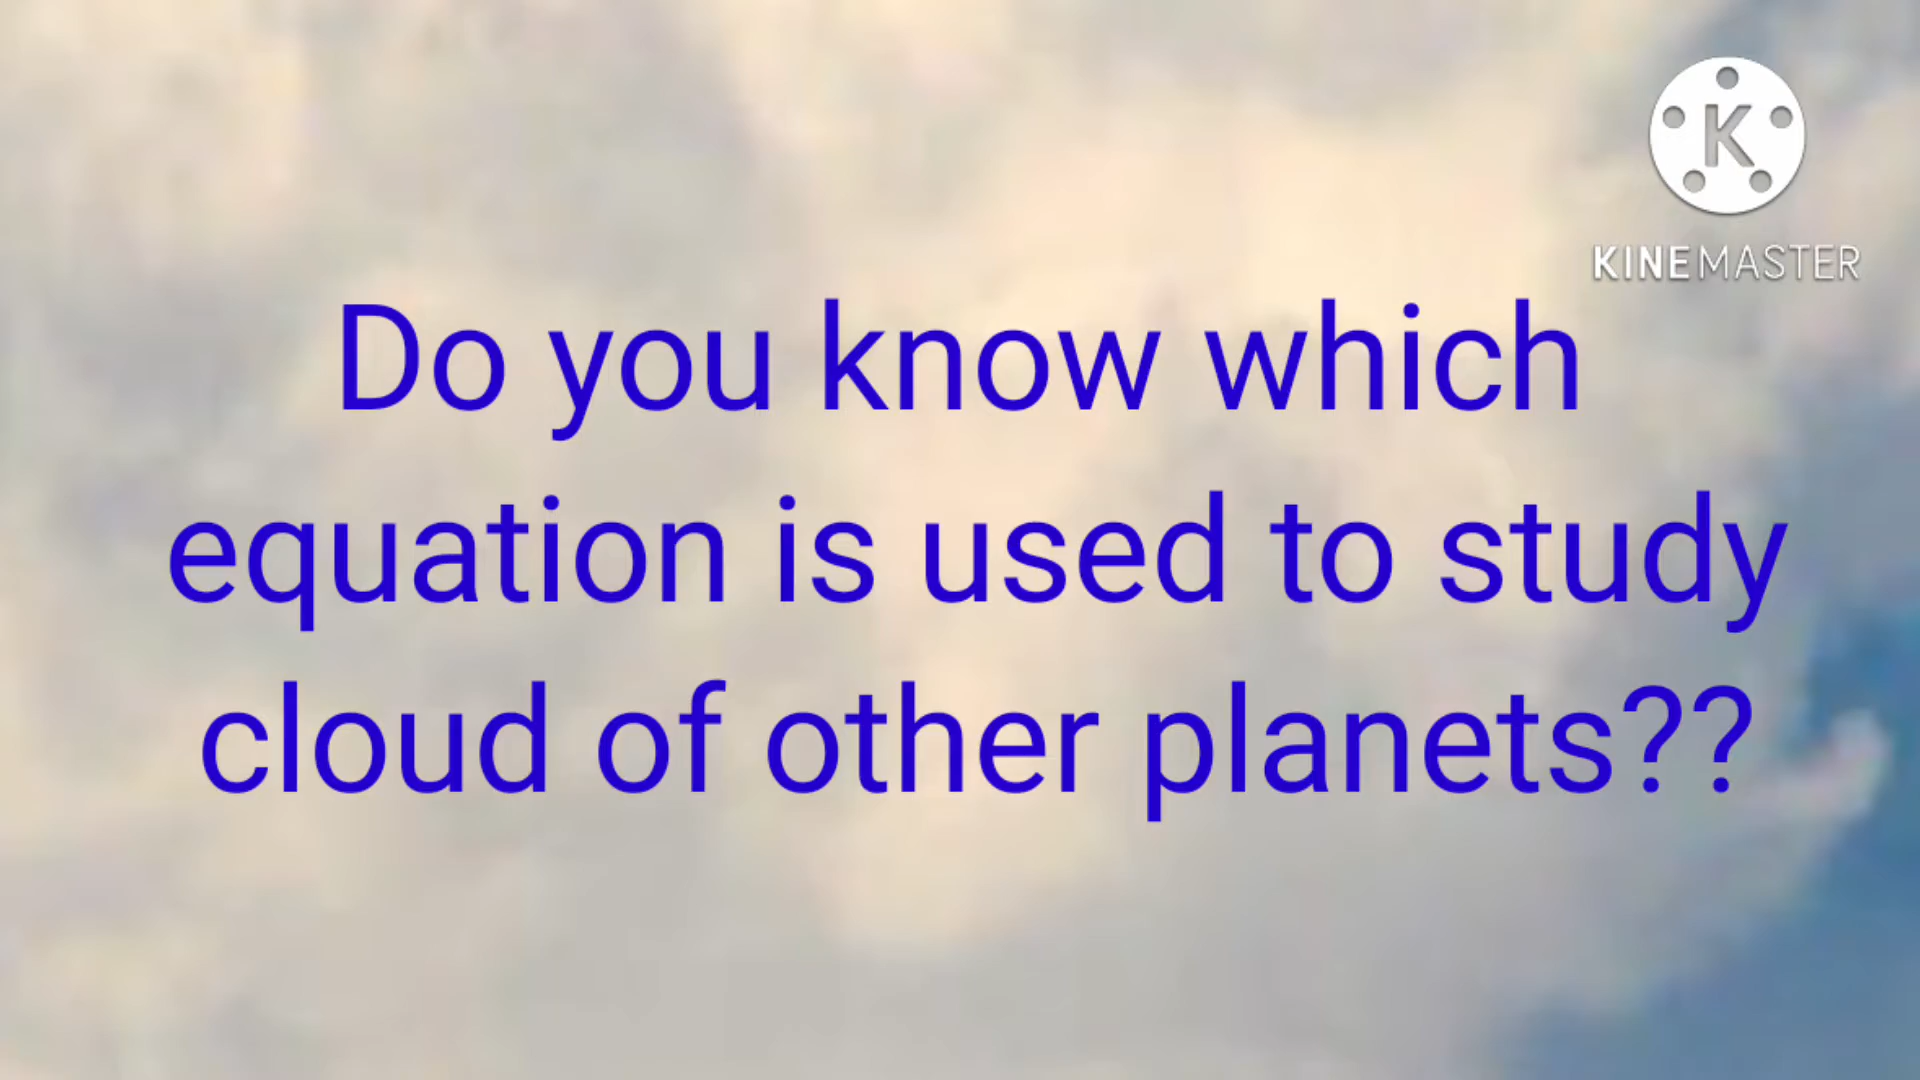 K
KINEMASTER
Do you know which
equation is used to study
cloud of other planets??